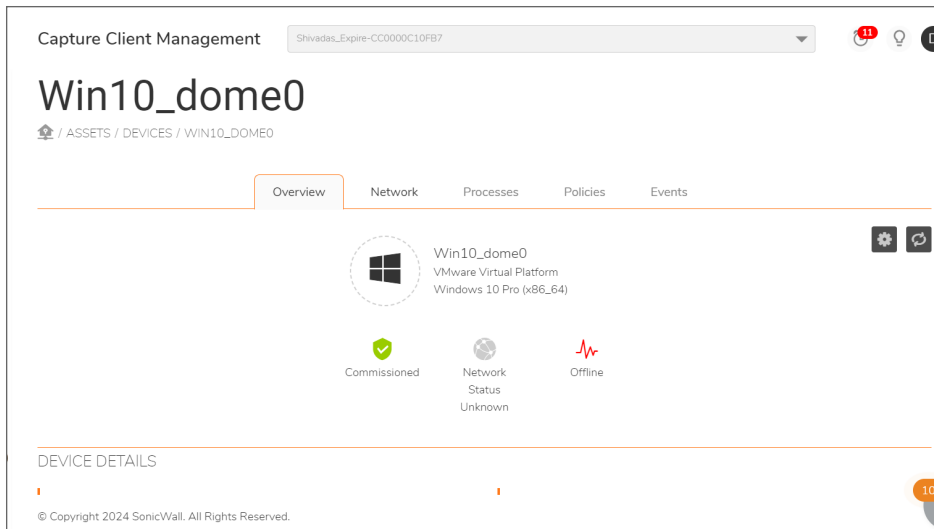 Capture Client Management
Shivadas_Expire-CC0000C10FB7
11
D
Win10_dome0
/ ASSETS / DEVICES / WIN10_DOME0
Overview
Network
Processes
Policies
Events
Win10_dome0
VMware Virtual Platform
Windows 10 Pro (x86_64)
Commissioned
Network
Status
Unknown
Offline
DEVICE DETAILS
10
© Copyright 2024 SonicWall. All Rights Reserved.